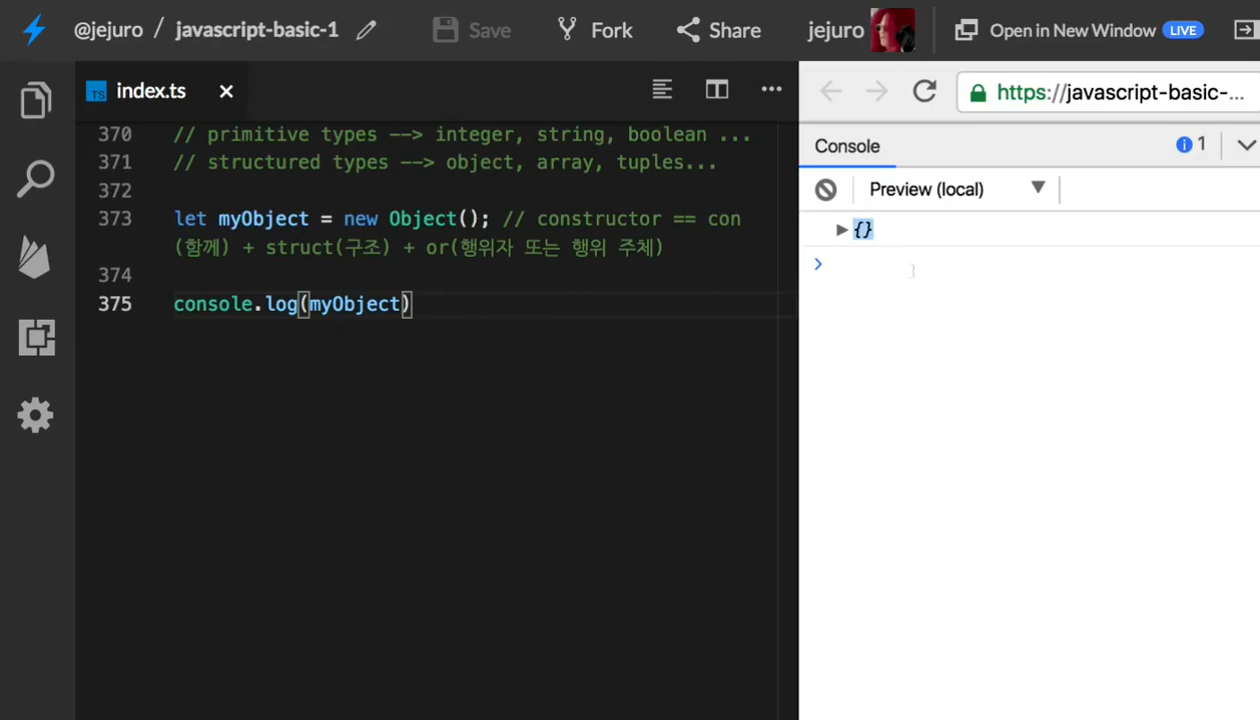 @jejuro / javascript-basic-1 Save Fork Share jejuro Open in New Window LIVE
TS index.ts
https://javascript-basic-...
Console 1
Preview (local)
370 // primitive types --> integer, string, boolean ...
371 // structured types --> object, array, tuples...
372
373 let myObject = new Object(); // constructor == con
(함께) + struct(구조) + or(행위자 또는 행위 주체)
374
375 console.log(myObject)
{}